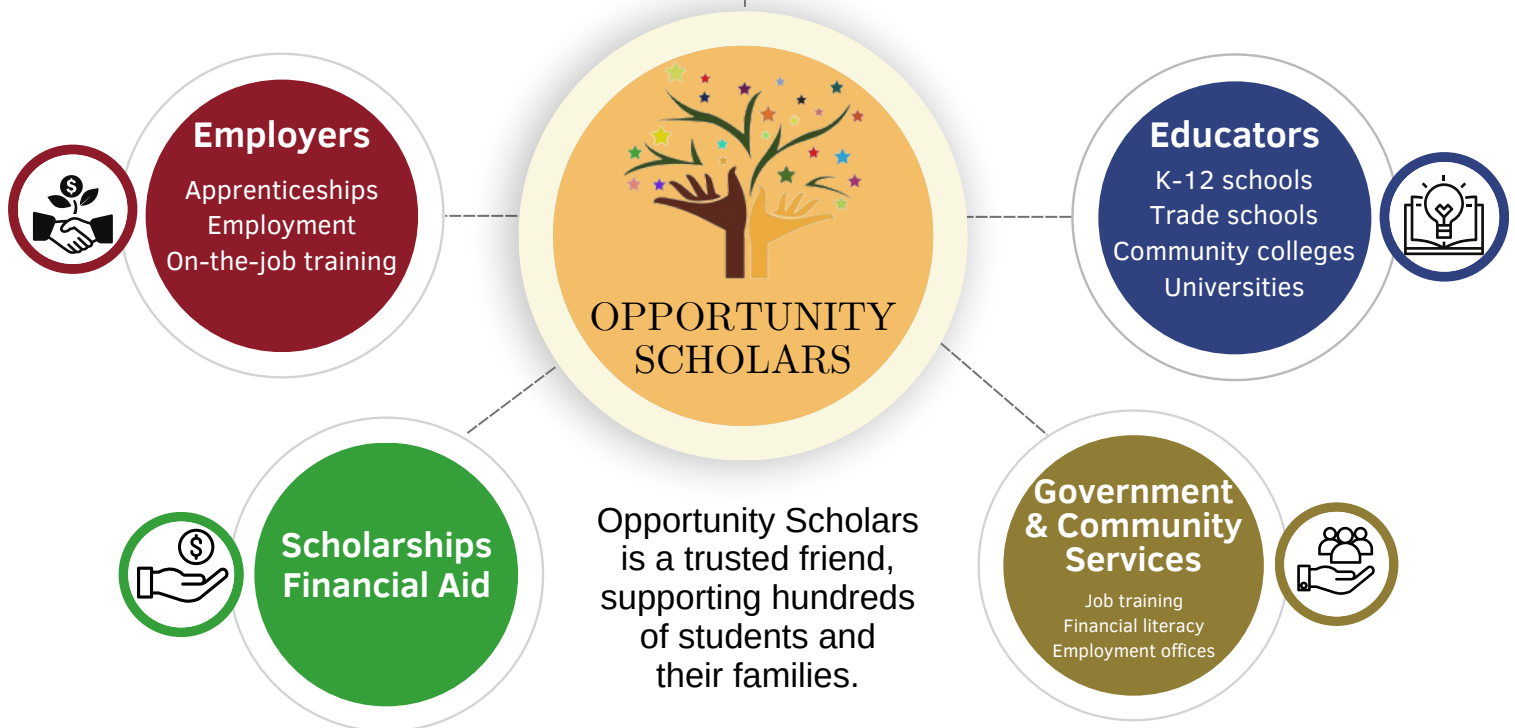 Employers
Apprenticeships
Employment
On-the-job training
OPPORTUNITY
SCHOLARS
Educators
K-12 schools
Trade schools
Community colleges
Universities
$
Scholarships
Financial Aid
$
Opportunity Scholars
is a trusted friend,
supporting hundreds
of students and
their families.
Government
& Community
Services
Job training
Financial literacy
Employment offices